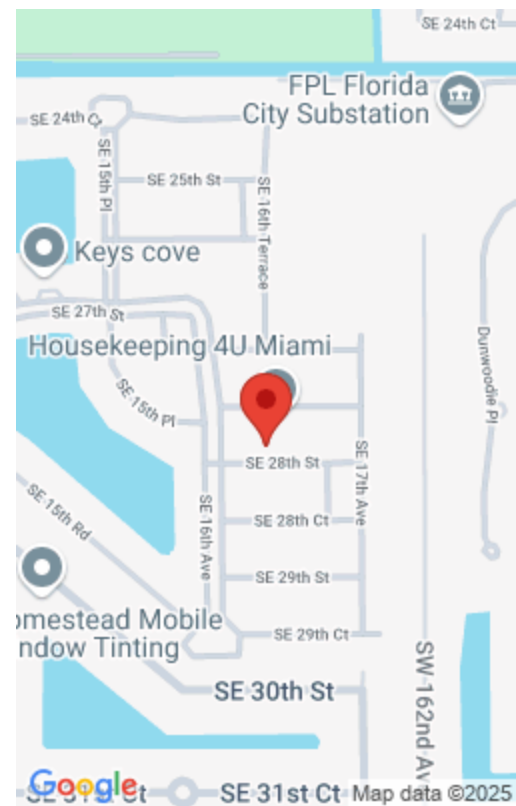 SE 24th Ct
FPL Florida
City Substation
SE 24th Ct
SE 15th Pl
SE 25th St
SE 16th Terrace
Keys cove
SE 27th St
Dunwoodie Pl
Housekeeping 4U Miami
SE 15th Pl
SE 28th St
SE 17th Ave
SE 15th Rd
SE 16th Ave
SE 28th Ct
SE 29th St
omestead Mobile
ndow Tinting
SE 29th Ct
SE 30th St
SW 162nd Av
Google
SE 31st Ct
Map data ©2025